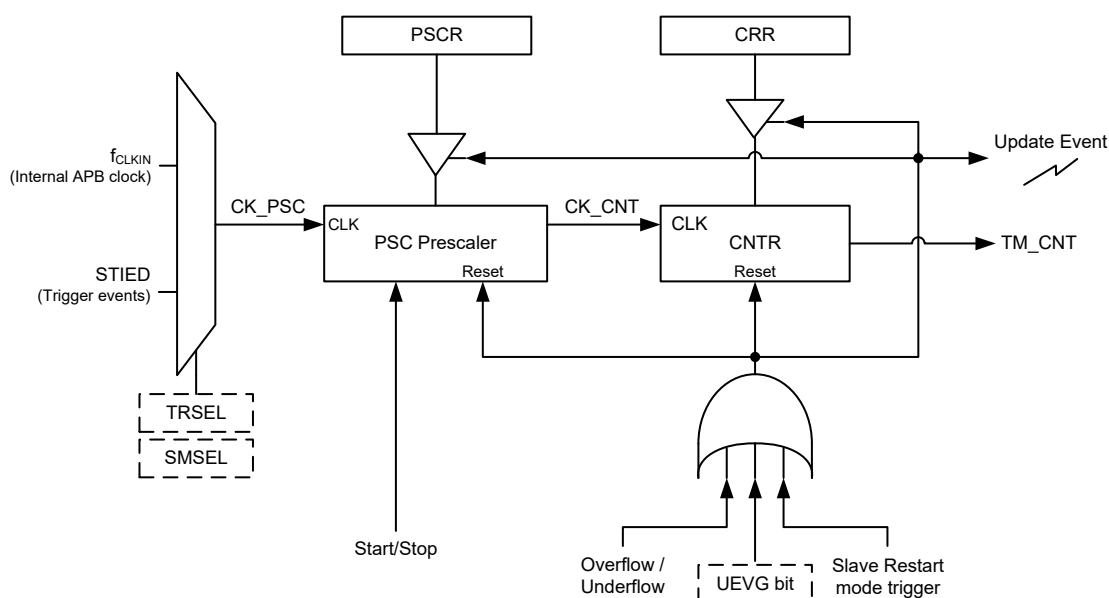 PSCR
CRR
fCLKIN
(Internal APB clock)
Update Event
CK_PSC
CLK
PSC Prescaler
Reset
CK_CNT
CLK
CNTR
Reset
TM_CNT
STIED
(Trigger events)
TRSEL
SMSEL
Start/Stop
Overflow /
Underflow
UEVG bit
Slave Restart
mode trigger